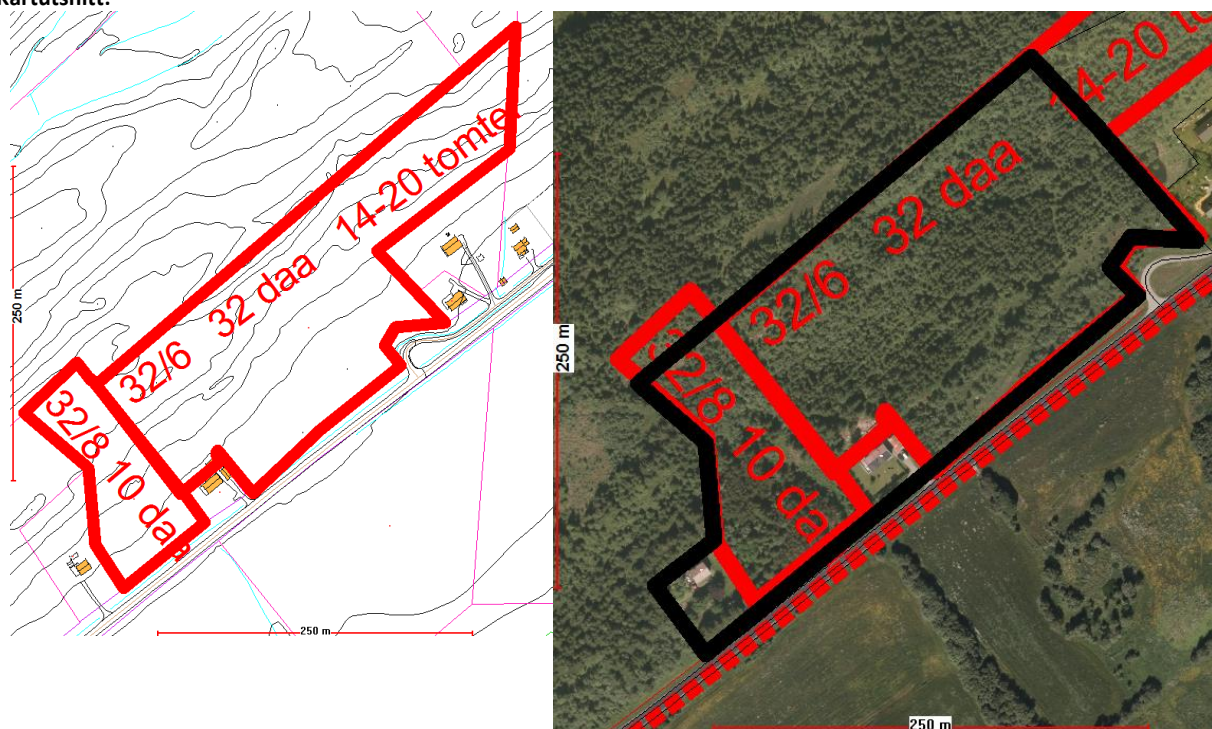 Kartutsnitt:
14-20 tomter
32/6 32 daa
32/8 10 daa
250 m
250 m
14-20 to
32/6 32 daa
32/8 10 da
250 m
250 m